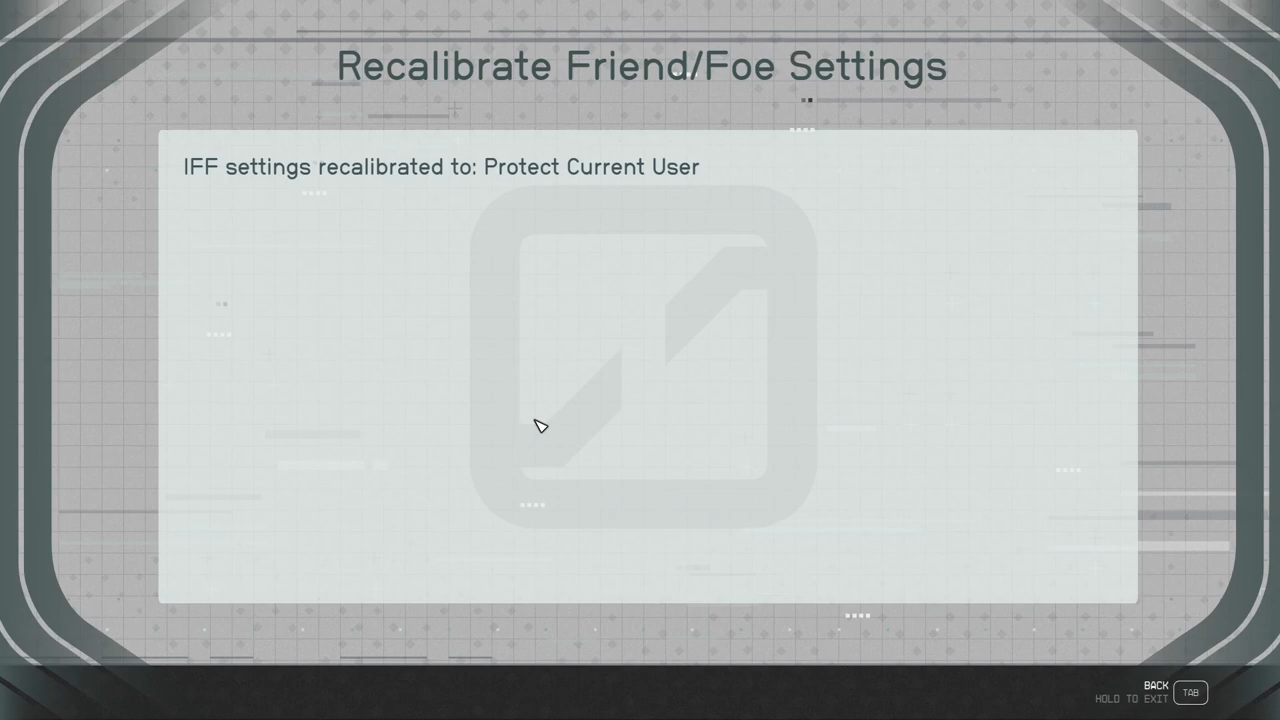 Recalibrate Friend/Foe Settings
IFF settings recalibrated to: Protect Current User
BACK
HOLD TO EXIT
TAB